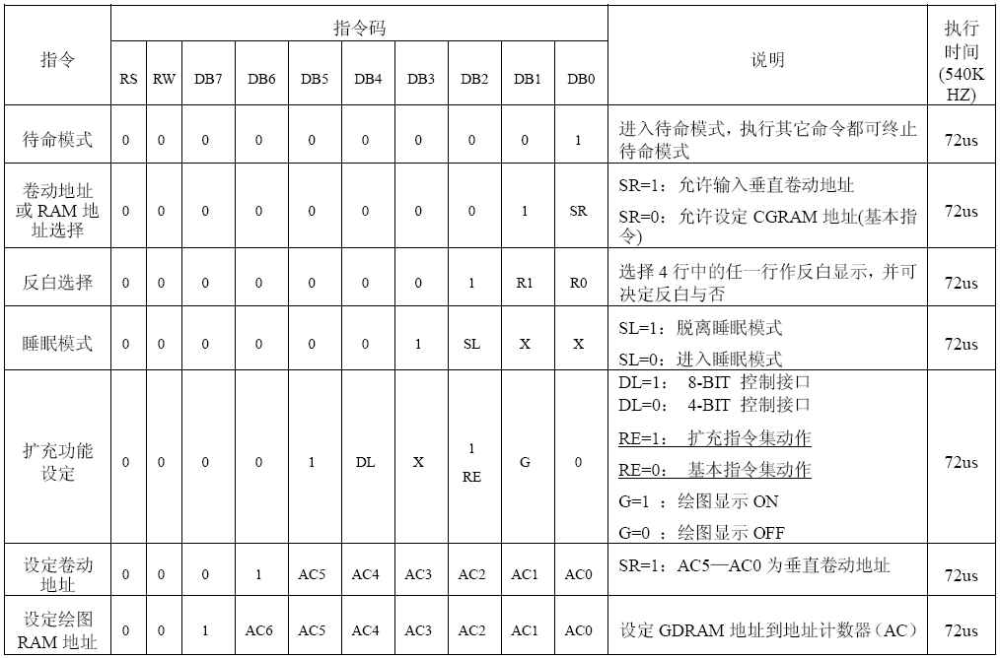 指令
指令码
说明
执行
时间
(540K
HZ)
RS RW DB7 DB6 DB5 DB4 DB3 DB2 DB1 DB0
待命模式 0 0 0 0 0 0 0 0 0 1 进入待命模式，执行其它命令都可终止
待命模式
72us
卷动地址
或 RAM 地
址选择
0 0 0 0 0 0 0 0 1 SR
SR=1：允许输入垂直卷动地址
SR=0：允许设定 CGRAM 地址(基本指
令)
72us
反白选择 0 0 0 0 0 0 0 1 R1 R0
选择 4 行中的任一行作反白显示，并可
决定反白与否
72us
睡眠模式 0 0 0 0 0 0 1 SL X X
SL=1：脱离睡眠模式
SL=0：进入睡眠模式
72us
扩充功能
设定
0 0 0 0 1 DL X
1
RE
G 0
DL=1： 8-BIT 控制接口
DL=0： 4-BIT 控制接口
RE=1： 扩充指令集动作
RE=0： 基本指令集动作
G=1 ：绘图显示 ON
G=0 ：绘图显示 OFF
72us
设定卷动
地址
0 0 0 1 AC5 AC4 AC3 AC2 AC1 AC0
SR=1：AC5—AC0 为垂直卷动地址
72us
设定绘图
RAM 地址
0 0 1 AC6 AC5 AC4 AC3 AC2 AC1 AC0
设定 GDRAM 地址到地址计数器（AC）
72us